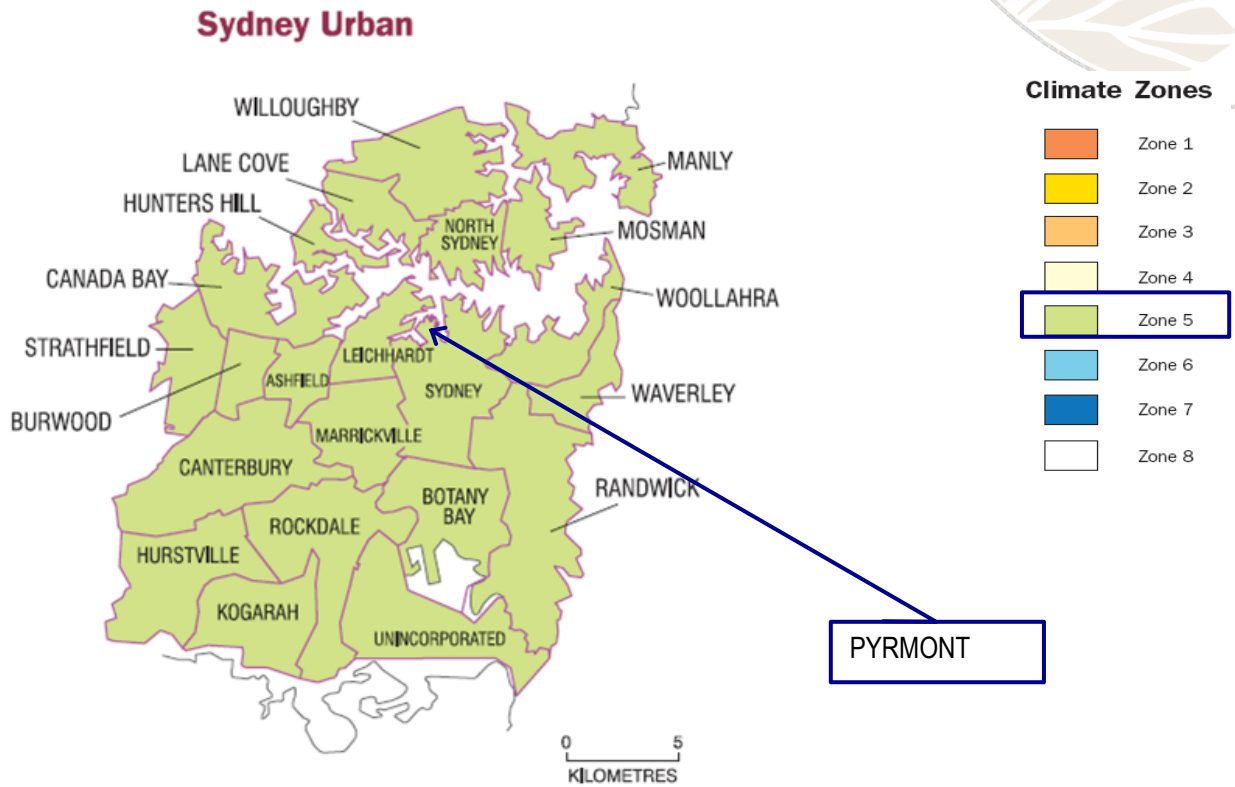 Sydney Urban
WILLOUGHBY
LANE COVE
HUNTERS HILL
CANADA BAY
STRATHFIELD
BURWOOD
MANLY
MOSMAN
NORTH
SYDNEY
WOOLLAHRA
LEICHHARDT
ASHFIELD
SYDNEY
WAVERLEY
MARRICKVILLE
CANTERBURY
BOTANY
BAY
RANDWICK
ROCKDALE
HURSTVILLE
KOGARAH
UNINCORPORATED
0 5
KILOMETRES
PYRMONT
Climate Zones
Zone 1
Zone 2
Zone 3
Zone 4
Zone 5
Zone 6
Zone 7
Zone 8